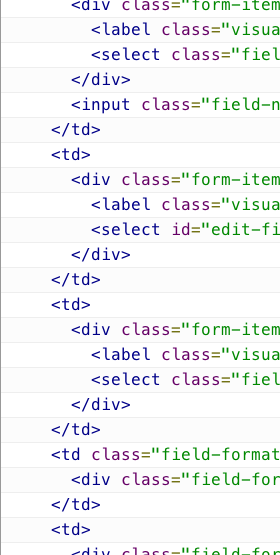 <div class="form-item
<label class="visua
<select class="fiel
</div>
<input class="field-n
</td>
<td>
<div class="form-item
<label class="visua
<select id="edit-fi
</div>
</td>
<td>
<div class="form-item
<label class="visua
<select class="fiel
</div>
</td>
<td class="field-format
<div class="field-for
</td>
<td>
<div class="field-for